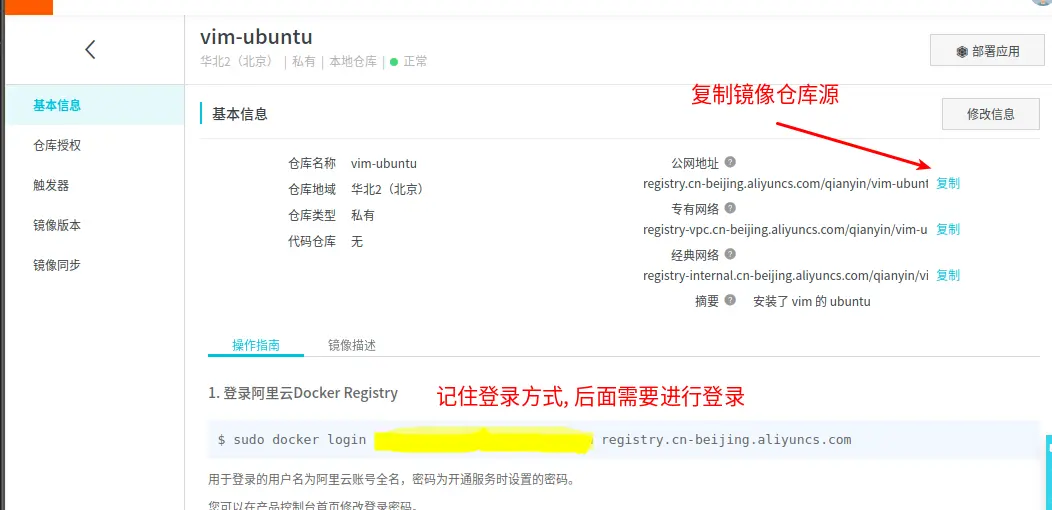 vim-ubuntu
华北2（北京） | 私有 | 本地仓库 | 正常
部署应用
基本信息
仓库授权
触发器
镜像版本
镜像同步
复制镜像仓库源
基本信息
修改信息
仓库名称 vim-ubuntu
仓库地域 华北2（北京）
仓库类型 私有
代码仓库 无
公网地址 ?
registry.cn-beijing.aliyuncs.com/qianyin/vim-ubunt 复制
专有网络 ?
registry-vpc.cn-beijing.aliyuncs.com/qianyin/vim-u 复制
经典网络 ?
registry-internal.cn-beijing.aliyuncs.com/qianyin/vi 复制
摘要 ? 安装了 vim 的 ubuntu
操作指南 镜像描述
1. 登录阿里云Docker Registry
记住登录方式, 后面需要进行登录
$ sudo docker login registry.cn-beijing.aliyuncs.com
用于登录的用户名为阿里云账号全名，密码为开通服务时设置的密码。
您可以在产品控制台首页修改登录密码。